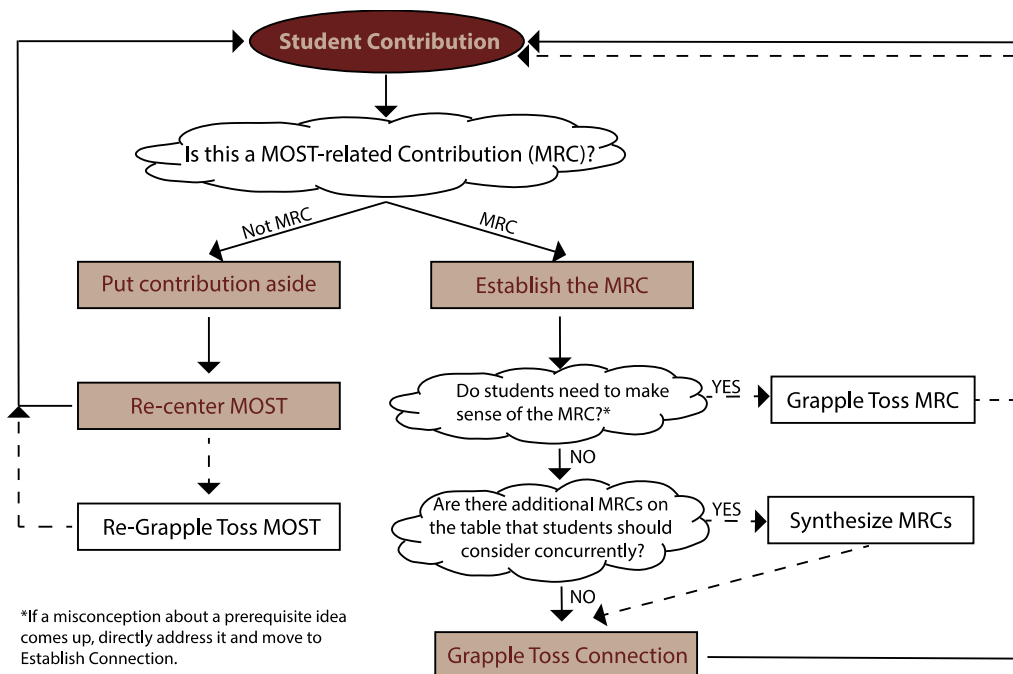 Student Contribution
Is this a MOST-related Contribution (MRC)?
Not MRC
MRC
Put contribution aside
Establish the MRC
Re-center MOST
Do students need to make
sense of the MRC?*
YES
Grapple Toss MRC
NO
Re-Grapple Toss MOST
Are there additional MRCs on
the table that students should
consider concurrently?
YES
Synthesize MRCs
NO
*If a misconception about a prerequisite idea
comes up, directly address it and move to
Establish Connection.
Grapple Toss Connection